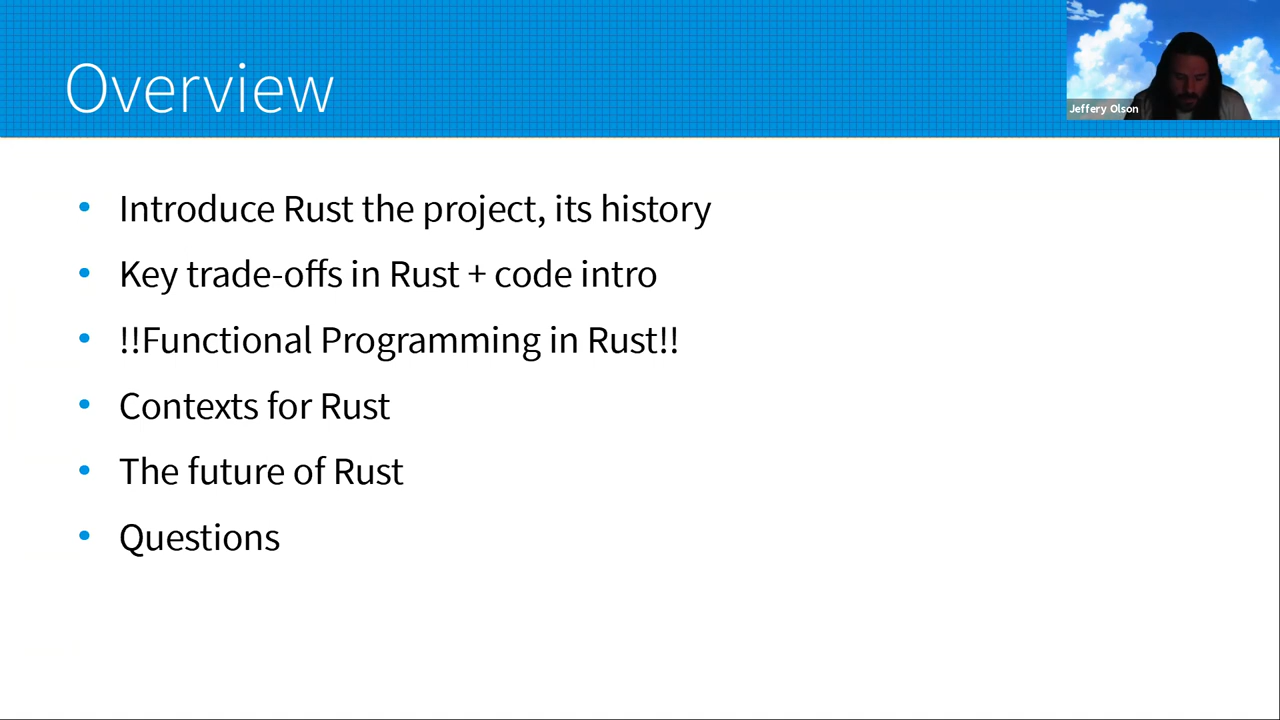 Overview
Jeffery Olson
• Introduce Rust the project, its history
• Key trade-offs in Rust + code intro
• !!Functional Programming in Rust!!
• Contexts for Rust
• The future of Rust
• Questions